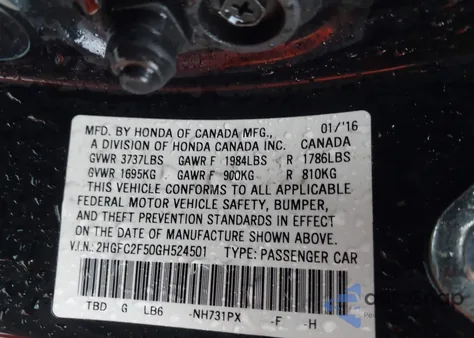 MFD. BY HONDA OF CANADA MFG., 01/'16
A DIVISION OF HONDA CANADA INC. CANADA
GVWR 3737LBS GAWR F 1984LBS R 1786LBS
GVWR 1695KG GAWR F 900KG R 810KG
THIS VEHICLE CONFORMS TO ALL APPLICABLE
FEDERAL MOTOR VEHICLE SAFETY, BUMPER,
AND THEFT PREVENTION STANDARDS IN EFFECT
ON THE DATE OF MANUFACTURE SHOWN ABOVE.
V.I.N.: 2HGFC2F50GH524501 TYPE: PASSENGER CAR
TBD G LB6 -NH731PX -F -H